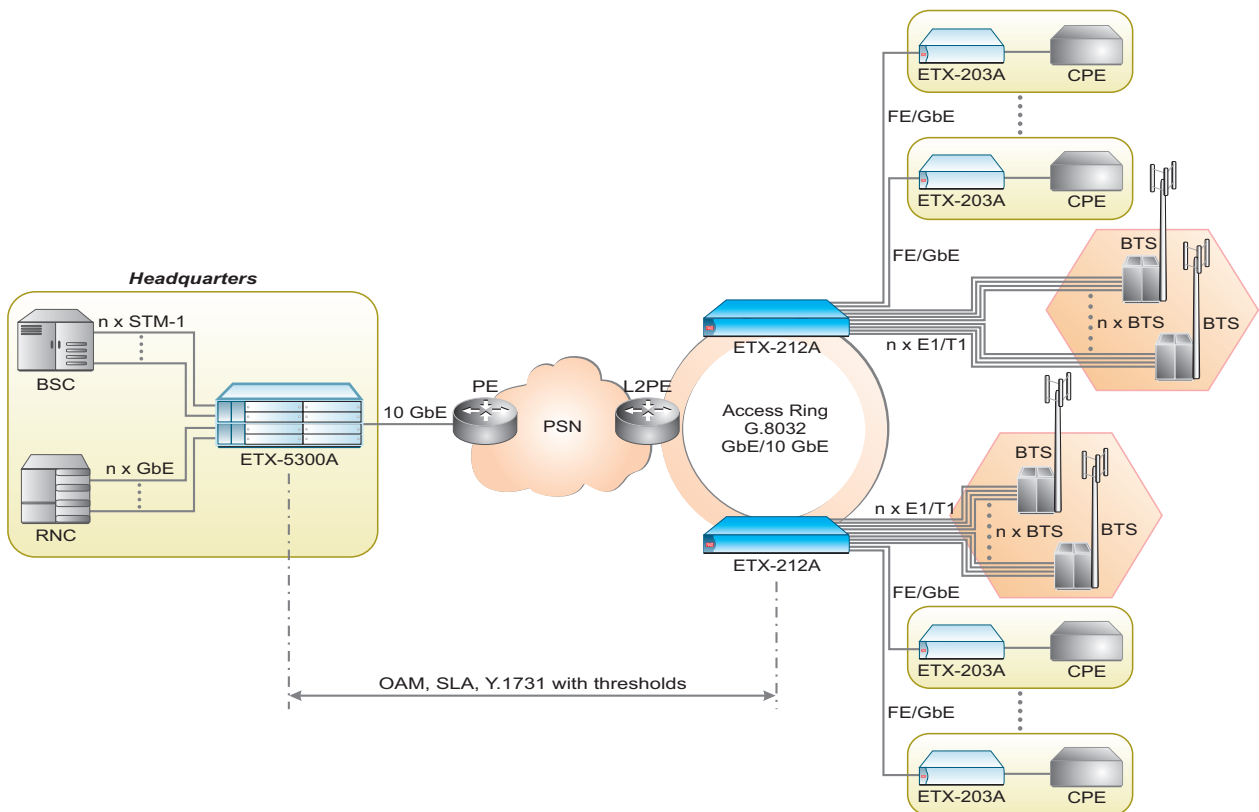 ETX-203A
CPE
FE/GbE
ETX-203A
CPE
FE/GbE
BTS
n x BTS
BTS
n x E1/T1
ETX-212A
Headquarters
n x STM-1
BSC
n x GbE
RNC
ETX-5300A
10 GbE
PE
PSN
L2PE
Access Ring
G.8032
GbE/10 GbE
BTS
n x BTS
BTS
n x E1/T1
ETX-212A
FE/GbE
ETX-203A
CPE
FE/GbE
ETX-203A
CPE
OAM, SLA, Y.1731 with thresholds